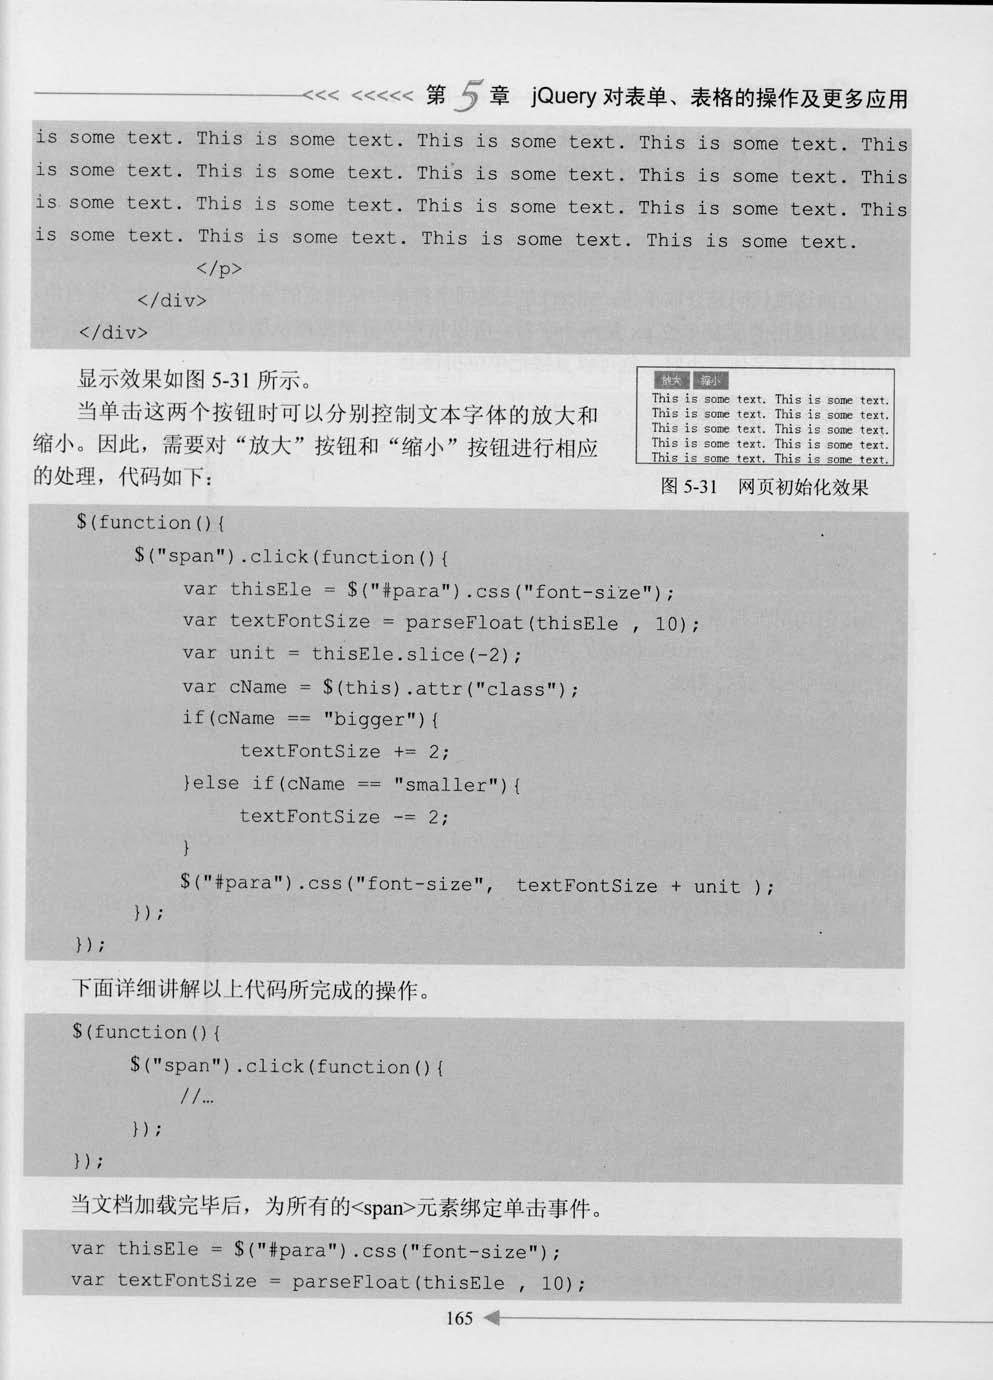 <<< <<<<< 第5章 jQuery 对表单、表格的操作及更多应用
is some text. This is some text. This is some text. This is some text. This
is some text. This is some text. This is some text. This is some text. This
is some text. This is some text. This is some text. This is some text. This
is some text. This is some text. This is some text. This is some text.
</p>
</div>
</div>
显示效果如图 5-31 所示。
当单击这两个按钮时可以分别控制文本字体的放大和
缩小。因此，需要对“放大”按钮和“缩小”按钮进行相应
的处理，代码如下：
放大 缩小
This is some text. This is some text.
This is some text. This is some text.
This is some text. This is some text.
This is some text. This is some text.
This is some text. This is some text.
图 5-31 网页初始化效果
$(function(){
$("span").click(function(){
var thisEle = $("#para").css("font-size");
var textFontSize = parseFloat(thisEle , 10);
var unit = thisEle.slice(-2);
var cName = $(this).attr("class");
if(cName == "bigger"){
textFontSize += 2;
}else if(cName == "smaller"){
textFontSize -= 2;
}
$("#para").css("font-size", textFontSize + unit );
});
});
下面详细讲解以上代码所完成的操作。
$(function(){
$("span").click(function(){
//…
});
});
当文档加载完毕后，为所有的<span>元素绑定单击事件。
var thisEle = $("#para").css("font-size");
var textFontSize = parseFloat(thisEle , 10);
165